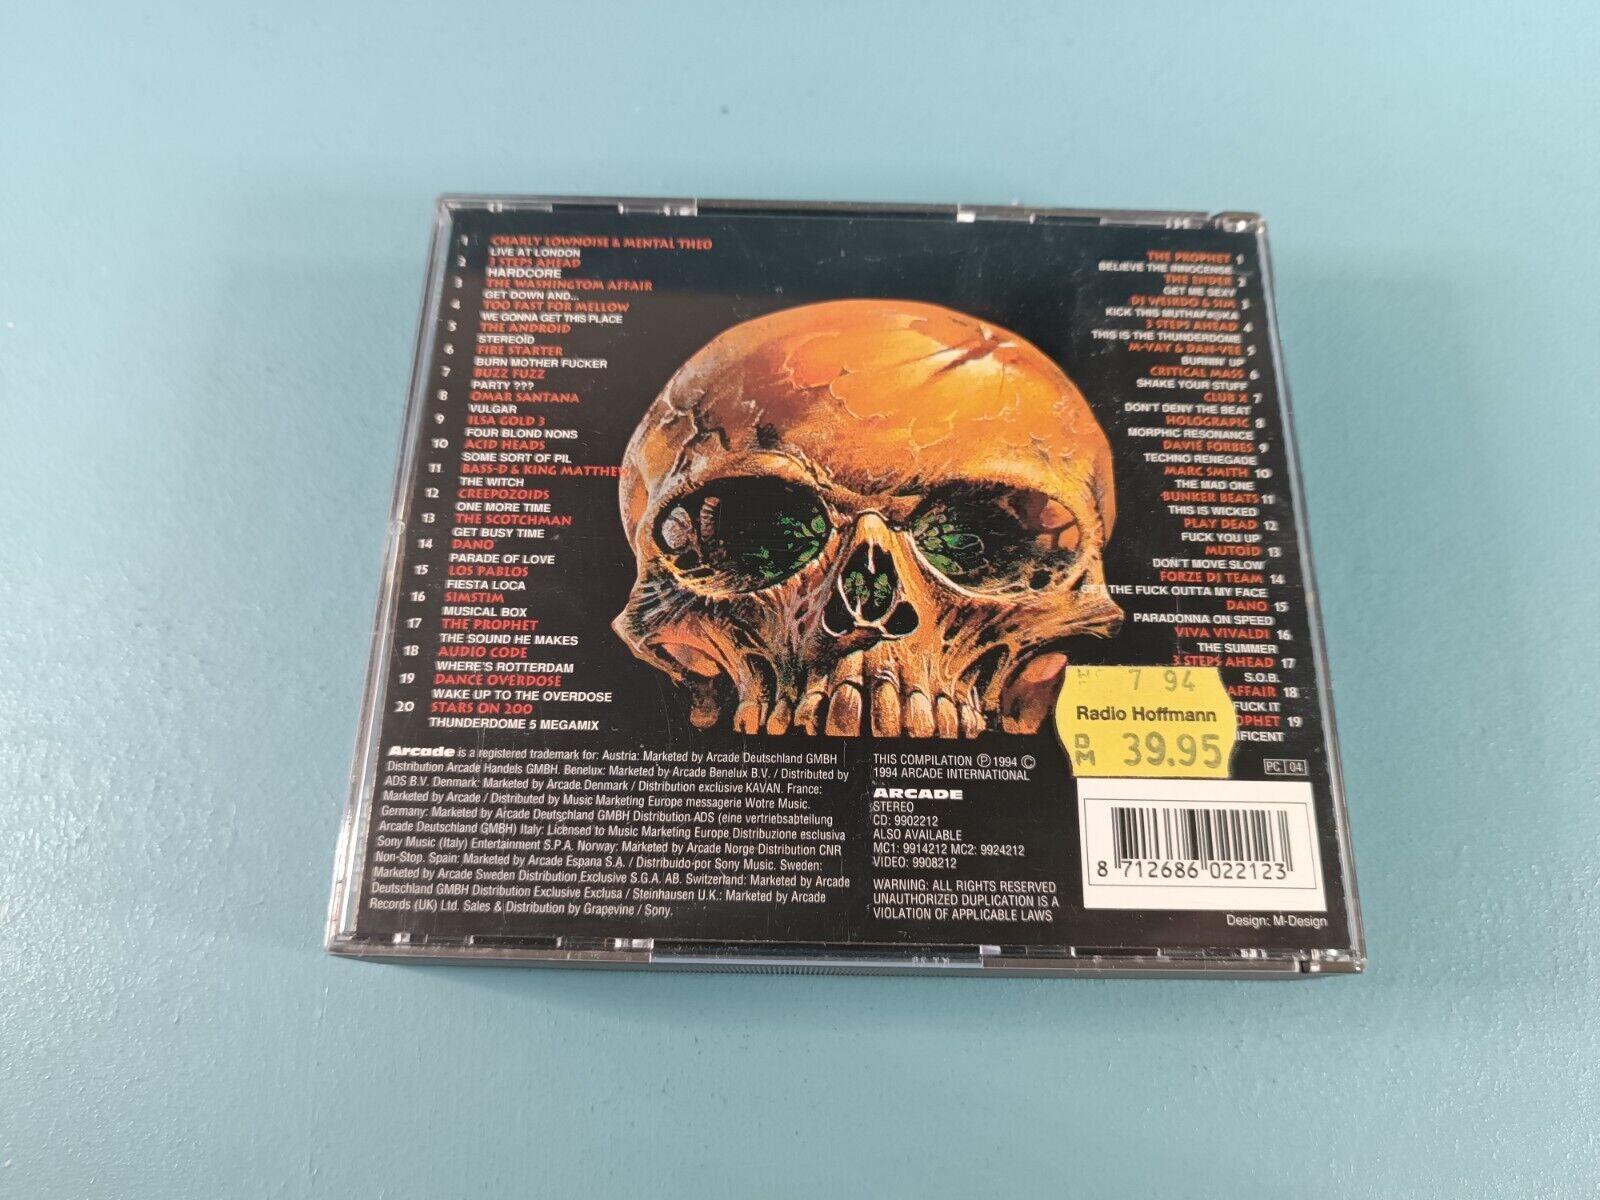 1 CHARLY LOWNOISE & MENTAL THEO
LIVE AT LONDON
2 3 STEPS AHEAD
HARDCORE
3 THE WASHINGTOM AFFAIR
GET DOWN AND...
4 TOO FAST FOR MELLOW
WE GONNA GET THIS PLACE
5 THE ANDROID
STEREOÏD
6 FIRE STARTER
BURN MOTHER FUCKER
7 BUZZ FUZZ
PARTY ???
8 OMAR SANTANA
VULGAR
9 ILSA GOLD 3
FOUR BLOND NONS
10 ACID HEADS
SOME SORT OF PIL
11 BASS-D & KING MATTHEW
THE WITCH
12 CREEPOZOIDS
ONE MORE TIME
13 THE SCOTCHMAN
GET BUSY TIME
14 DANO
PARADE OF LOVE
15 LOS PABLOS
FIESTA LOCA
16 SIMSTIM
MUSICAL BOX
17 THE PROPHET
THE SOUND HE MAKES
18 AUDIO CODE
WHERE'S ROTTERDAM
19 DANCE OVERDOSE
WAKE UP TO THE OVERDOSE
20 STARS ON 200
THUNDERDOME 5 MEGAMIX
THE PROPHET 1
BELIEVE THE INNOCENSE
THE ENDER 2
GET ME SEXY
DJ WEIRDO & SIM 3
KICK THIS MUTHAF#@KA
3 STEPS AHEAD 4
THIS IS THE THUNDERDOME
M-VAY & DAN-VEE 5
BURNIN' UP
CRITICAL MASS 6
SHAKE YOUR STUFF
CLUB X 7
DON'T DENY THE BEAT
HOLOGRAPIC 8
MORPHIC RESONANCE
DAVIE FORBES 9
TECHNO RENEGADE
MARC SMITH 10
THE MAD ONE
BUNKER BEATS 11
THIS IS WICKED
PLAY DEAD 12
FUCK YOU UP
MUTOID 13
DON'T MOVE SLOW
FORZE DJ TEAM 14
GET THE FUCK OUTTA MY FACE
DANO 15
PARADONNA ON SPEED
VIVA VIVALDI 16
THE SUMMER
3 STEPS AHEAD 17
S.O.B.
AFFAIR 18
FUCK IT
PROPHET 19
IFICENT
7 94
Radio Hoffmann
DM 39.95
Arcade is a registered trademark for: Austria: Marketed by Arcade Deutschland GMBH
Distribution Arcade Handels GMBH. Benelux: Marketed by Arcade Benelux B.V. / Distributed by
ADS B.V. Denmark: Marketed by Arcade Denmark / Distribution exclusive KAVAN. France:
Marketed by Arcade / Distributed by Music Marketing Europe messagerie Wotre Music.
Germany: Marketed by Arcade Deutschland GMBH Distribution ADS (eine vertriebsabteilung
Arcade Deutschland GMBH) Italy: Licensed to Music Marketing Europe Distribuzione esclusiva
Sony Music (Italy) Entertainment S.P.A. Norway: Marketed by Arcade Norge Distribution CNR
Non-Stop. Spain: Marketed by Arcade Espana S.A. / Distribuido por Sony Music. Sweden:
Marketed by Arcade Sweden Distribution Exclusive S.G.A. AB. Switzerland: Marketed by Arcade
Deutschland GMBH Distribution Exclusive Exclusa / Steinhausen U.K.: Marketed by Arcade
Records (UK) Ltd. Sales & Distribution by Grapevine / Sony.
THIS COMPILATION ℗ 1994 ©
1994 ARCADE INTERNATIONAL
ARCADE
STEREO
CD: 9902212
ALSO AVAILABLE
MC1: 9914212 MC2: 9924212
VIDEO: 9908212
WARNING: ALL RIGHTS RESERVED
UNAUTHORIZED DUPLICATION IS A
VIOLATION OF APPLICABLE LAWS
PC 04
8 712686 022123
Design: M-Design